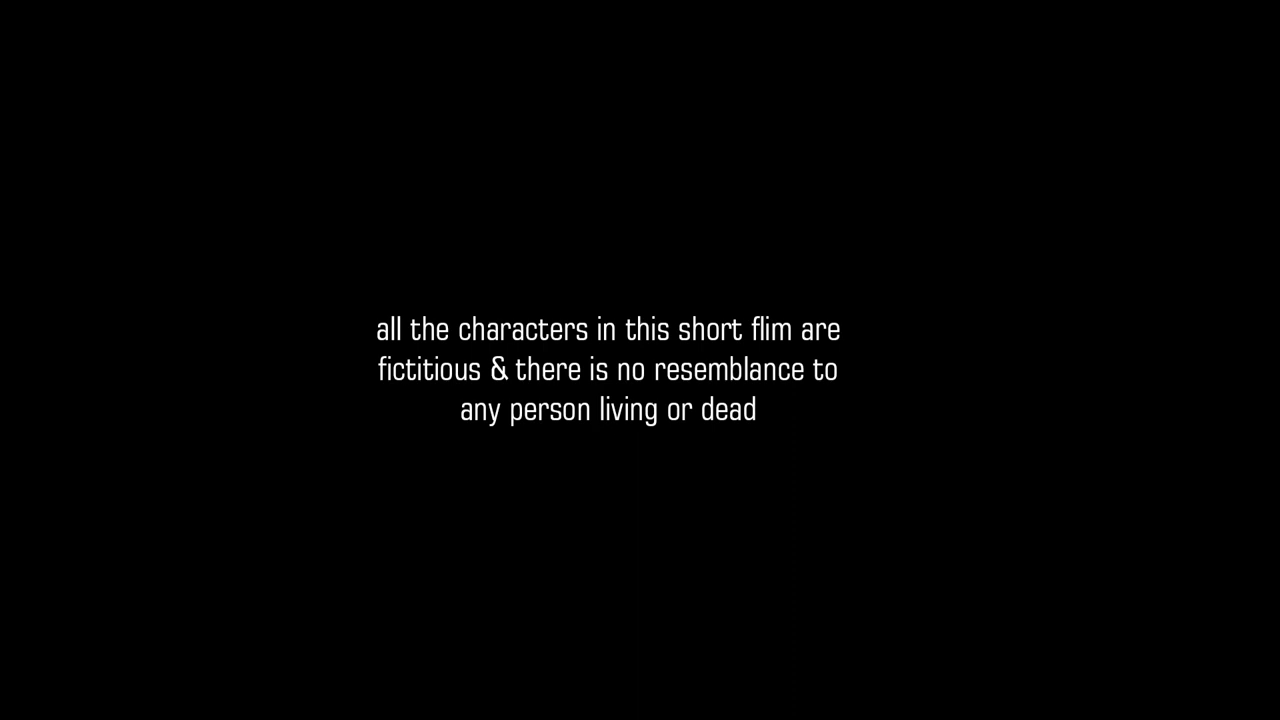 all the characters in this short flim are
fictitious & there is no resemblance to
any person living or dead